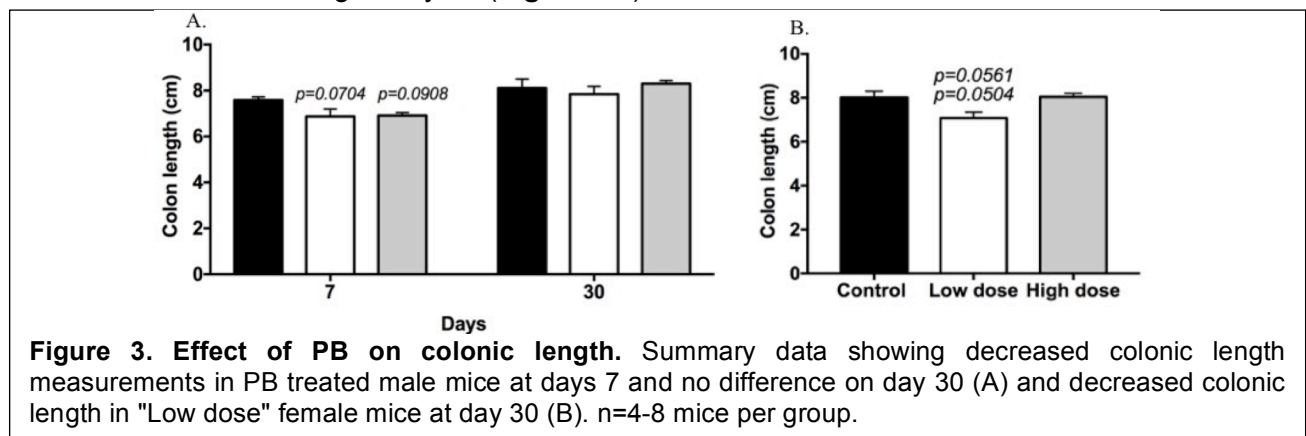 A.
10
8
6
4
2
0
Colon length (cm)
p=0.0704 p=0.0908
7 30
Days
B.
10
8
6
4
2
0
Colon length (cm)
p=0.0561
p=0.0504
Control Low dose High dose
Figure 3. Effect of PB on colonic length. Summary data showing decreased colonic length
measurements in PB treated male mice at days 7 and no difference on day 30 (A) and decreased colonic
length in "Low dose" female mice at day 30 (B). n=4-8 mice per group.